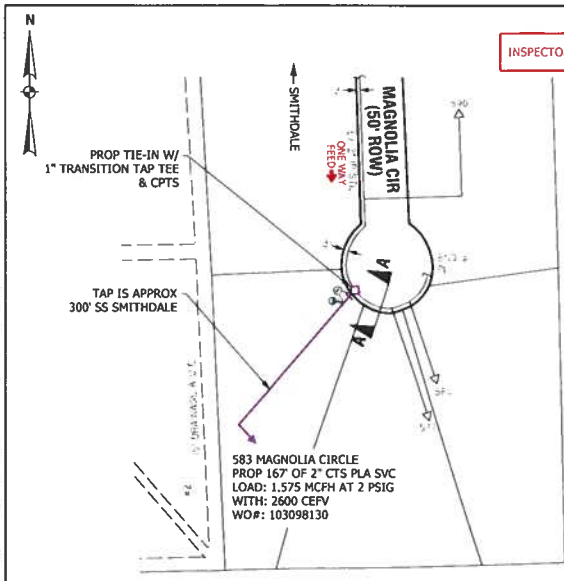 N
INSPECTO
SMITHDALE
MAGNOLIA CIR
(50' ROW)
ONE WAY
FEED
PROP TIE-IN W/
1" TRANSITION TAP TEE
& CPTS
A
A
TAP IS APPROX
300' SS SMITHDALE
583 MAGNOLIA CIRCLE
PROP 167' OF 2" CTS PLA SVC
LOAD: 1.575 MCFH AT 2 PSIG
WITH: 2600 CEFV
WO#: 103098130